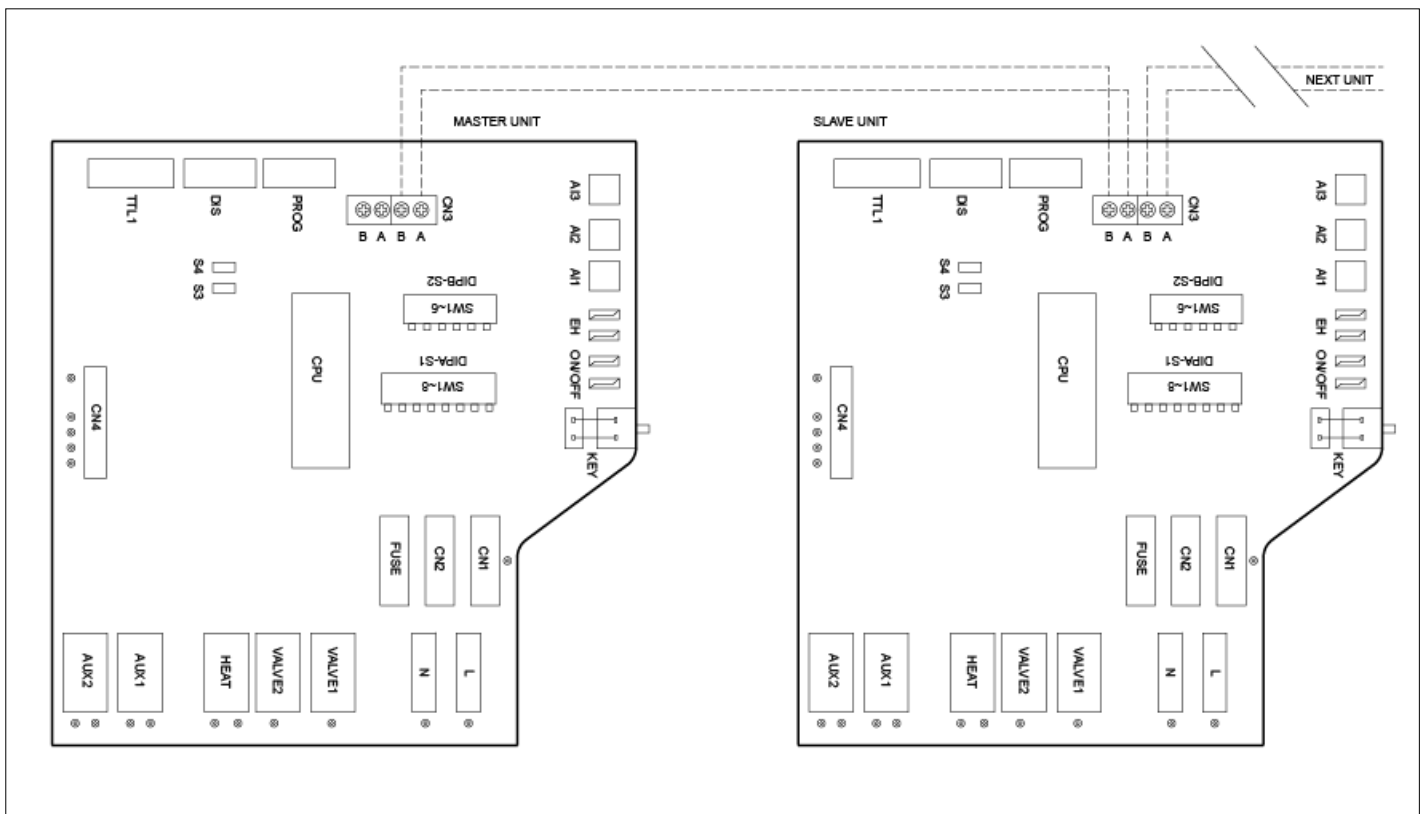 NEXT UNIT
MASTER UNIT
SLAVE UNIT
TTL1
DIS
PROG
CN3
B A B A
AI3
AI2
AI1
S4
S3
DIPB-S2
SW1~6
DIPA-S1
SW1~8
CPU
EH
ON/OFF
KEY
CN4
FUSE
CN2
CN1
AUX2
AUX1
HEAT
VALVE2
VALVE1
N
L
TTL1
DIS
PROG
CN3
B A B A
AI3
AI2
AI1
S4
S3
DIPB-S2
SW1~6
DIPA-S1
SW1~8
CPU
EH
ON/OFF
KEY
CN4
FUSE
CN2
CN1
AUX2
AUX1
HEAT
VALVE2
VALVE1
N
L